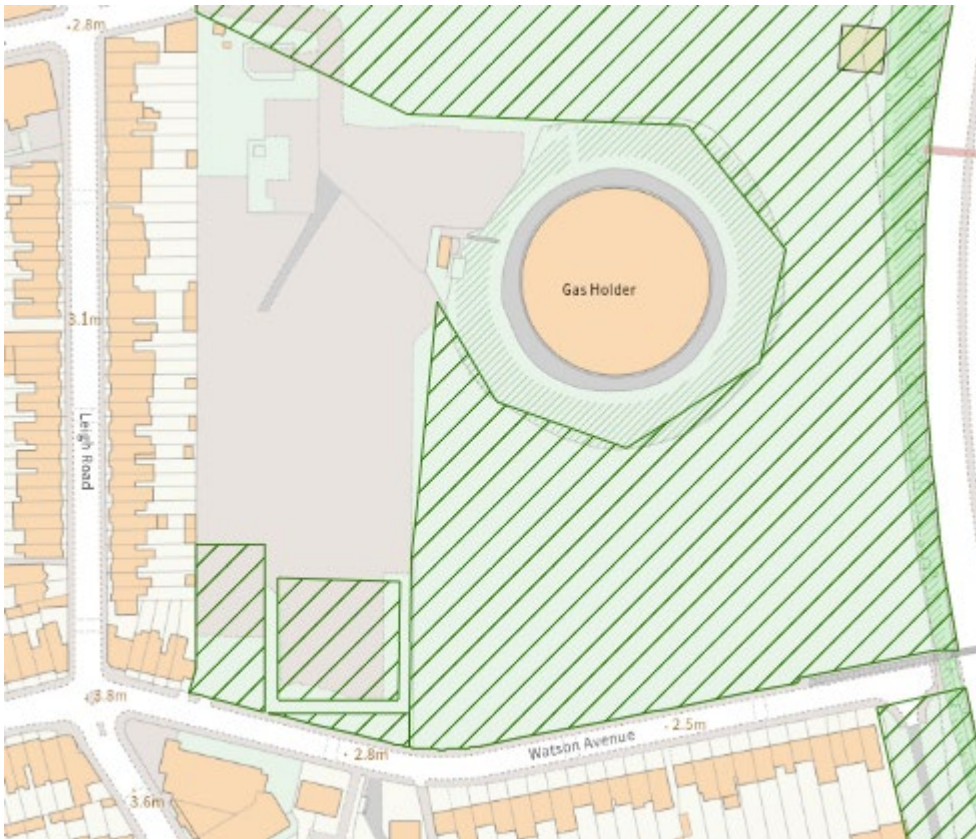 2.8m
Gas Holder
3.1m
Leigh Road
3.8m
2.5m
Watson Avenue
2.8m
3.6m